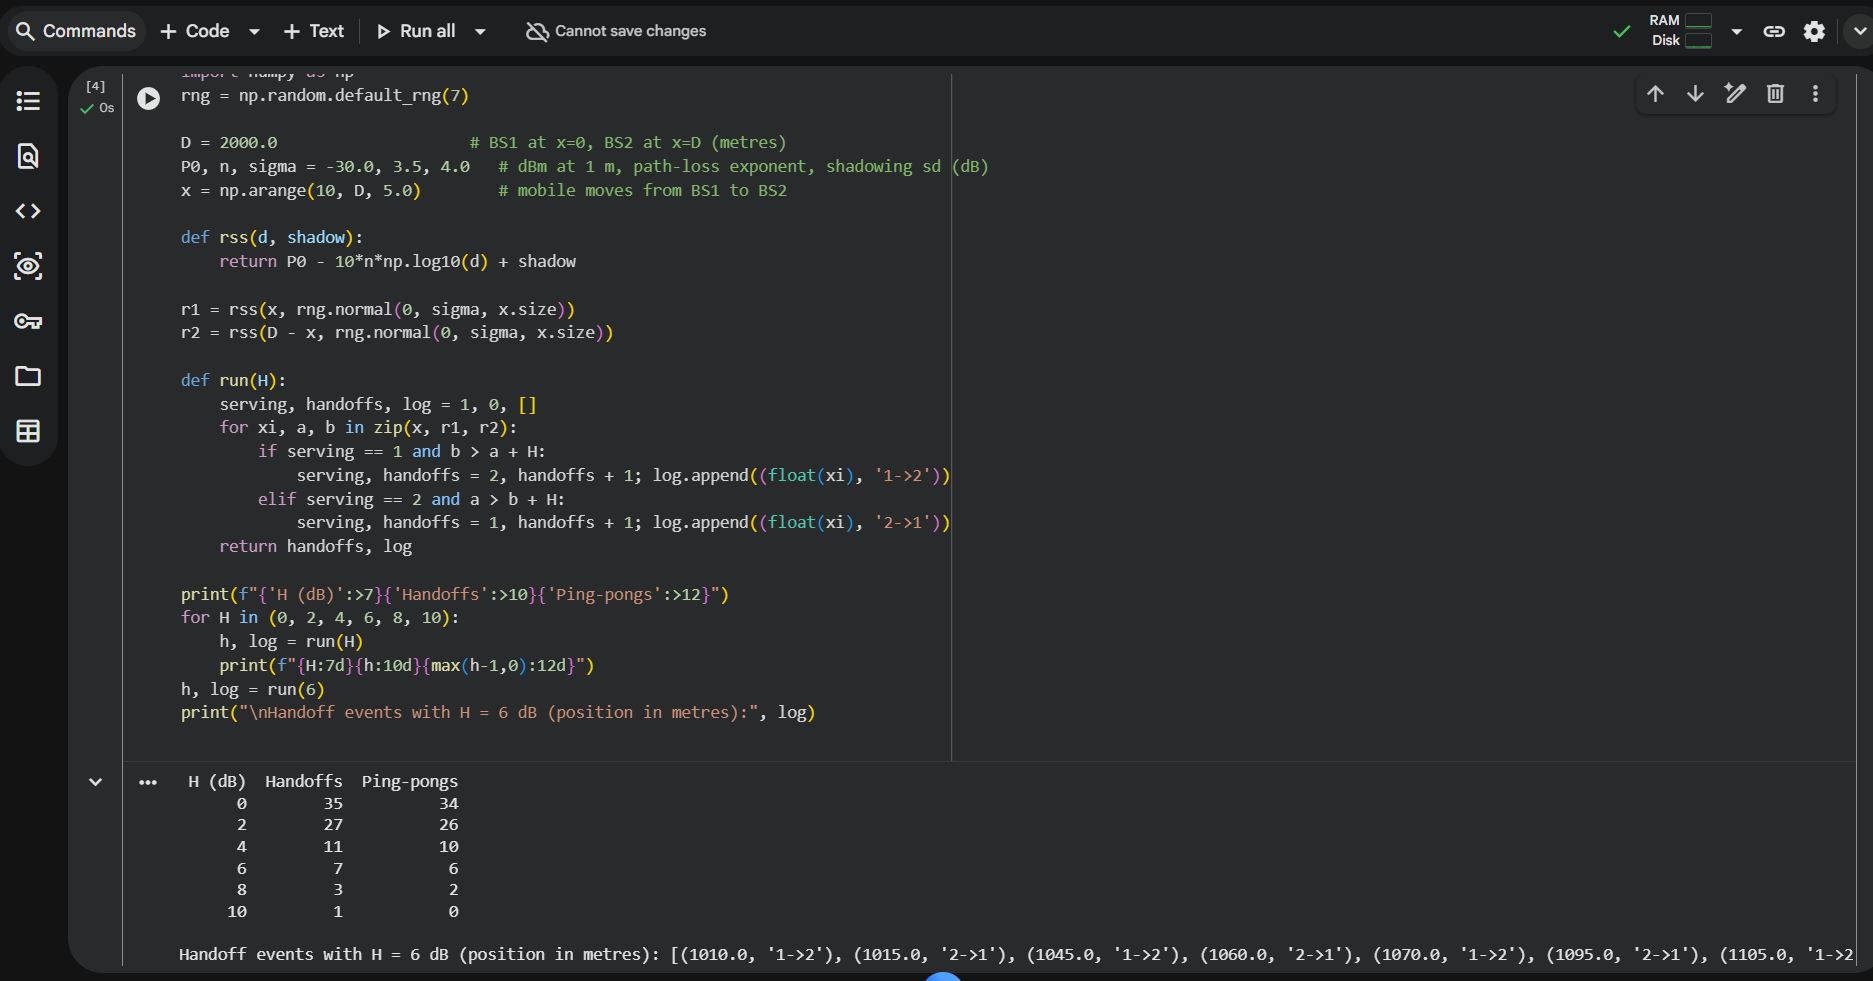 Commands + Code + Text Run all Cannot save changes RAM
Disk
[4]
0s
import numpy as np
rng = np.random.default_rng(7)
D = 2000.0 # BS1 at x=0, BS2 at x=D (metres)
P0, n, sigma = -30.0, 3.5, 4.0 # dBm at 1 m, path-loss exponent, shadowing sd (dB)
x = np.arange(10, D, 5.0) # mobile moves from BS1 to BS2
def rss(d, shadow):
    return P0 - 10*n*np.log10(d) + shadow
r1 = rss(x, rng.normal(0, sigma, x.size))
r2 = rss(D - x, rng.normal(0, sigma, x.size))
def run(H):
    serving, handoffs, log = 1, 0, []
    for xi, a, b in zip(x, r1, r2):
        if serving == 1 and b > a + H:
            serving, handoffs = 2, handoffs + 1; log.append((float(xi), '1->2'))
        elif serving == 2 and a > b + H:
            serving, handoffs = 1, handoffs + 1; log.append((float(xi), '2->1'))
    return handoffs, log
print(f"{'H (dB)':>7}{'Handoffs':>10}{'Ping-pongs':>12}")
for H in (0, 2, 4, 6, 8, 10):
    h, log = run(H)
    print(f"{H:7d}{h:10d}{max(h-1,0):12d}")
h, log = run(6)
print("\nHandoff events with H = 6 dB (position in metres):", log)
H (dB) Handoffs Ping-pongs
0 35 34
2 27 26
4 11 10
6 7 6
8 3 2
10 1 0
Handoff events with H = 6 dB (position in metres): [(1010.0, '1->2'), (1015.0, '2->1'), (1045.0, '1->2'), (1060.0, '2->1'), (1070.0, '1->2'), (1095.0, '2->1'), (1105.0, '1->2